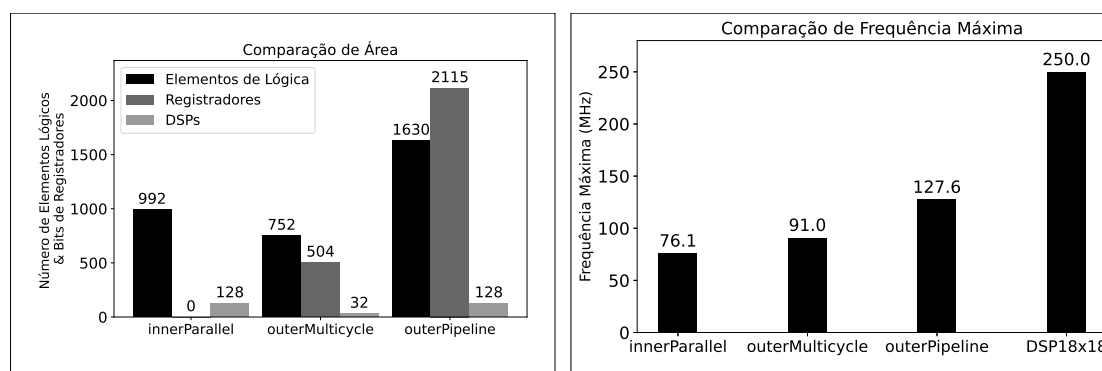 Comparação de Área
Número de Elementos Lógicos
& Bits de Registradores
2000
1500
1000
500
0
Elementos de Lógica
Registradores
DSPs
992
0
128
752
504
32
1630
2115
128
innerParallel
outerMulticycle
outerPipeline
Comparação de Frequência Máxima
Frequência Máxima (MHz)
250
200
150
100
50
0
76.1
91.0
127.6
250.0
innerParallel
outerMulticycle
outerPipeline
DSP18x18